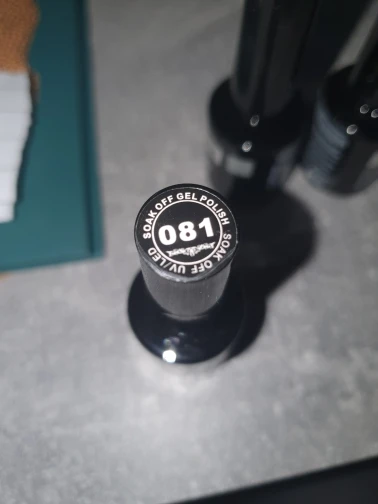 SOAK OFF GEL POLISH
081
SOAK OFF UV/LED